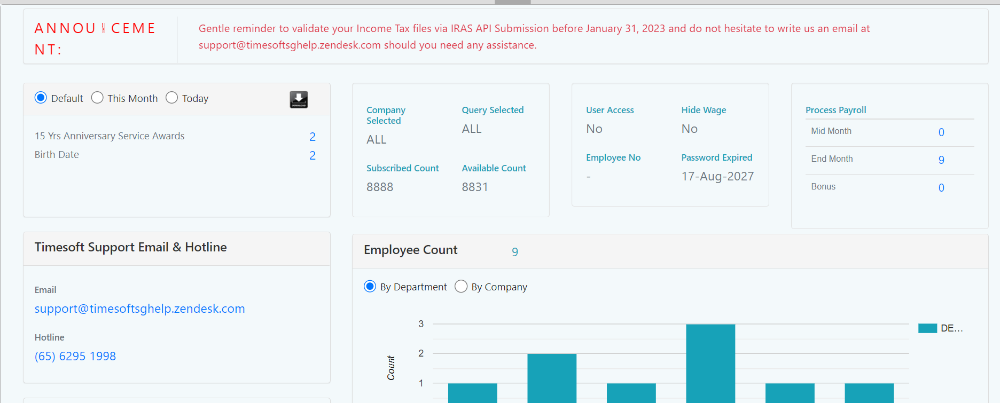 ANNOUNCEME
NT:
Gentle reminder to validate your Income Tax files via IRAS API Submission before January 31, 2023 and do not hesitate to write us an email at
support@timesoftsghelp.zendesk.com should you need any assistance.
Default This Month Today
DOWNLOAD
15 Yrs Anniversary Service Awards 2
Birth Date 2
Company
Selected
ALL
Query Selected
ALL
Subscribed Count
8888
Available Count
8831
User Access
No
Hide Wage
No
Employee No
-
Password Expired
17-Aug-2027
Process Payroll
Mid Month 0
End Month 9
Bonus 0
Timesoft Support Email & Hotline
Email
support@timesoftsghelp.zendesk.com
Hotline
(65) 6295 1998
Employee Count 9
By Department By Company
3
2
1
Count
DE...